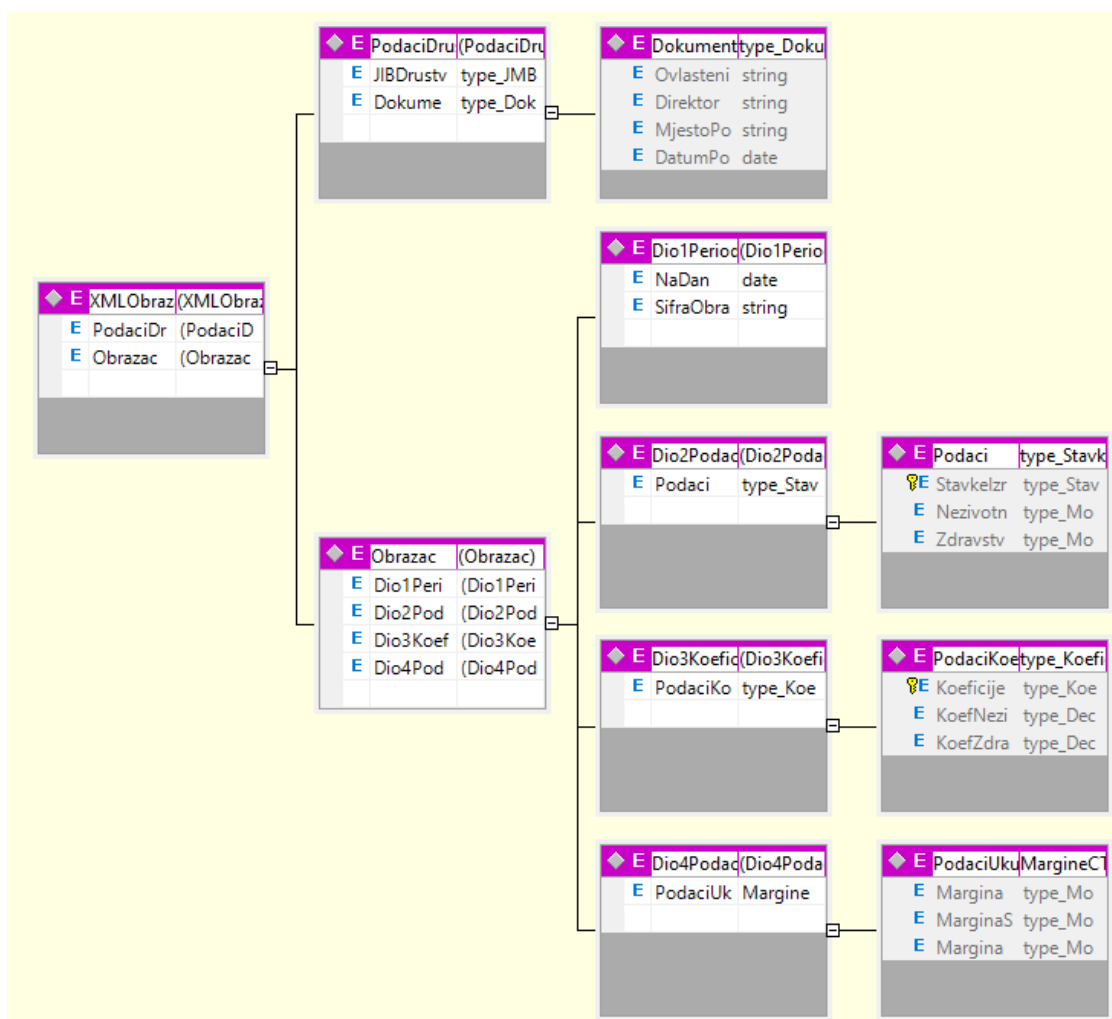 E XMLObraz (XMLObraz
E PodaciDr (PodaciD
E Obrazac (Obrazac
E PodaciDru (PodaciDru
E JIBDrustv type_JMB
E Dokume type_Dok
E Dokument type_Doku
E Ovlasteni string
E Direktor string
E MjestoPo string
E DatumPo date
E Obrazac (Obrazac)
E Dio1Peri (Dio1Peri
E Dio2Pod (Dio2Pod
E Dio3Koef (Dio3Koe
E Dio4Pod (Dio4Pod
E Dio1Period (Dio1Perio
E NaDan date
E SifraObra string
E Dio2Podac (Dio2Poda
E Podaci type_Stav
E Podaci type_Stavk
E StavkeIzr type_Stav
E Nezivotn type_Mo
E Zdravstv type_Mo
E Dio3Koefic (Dio3Koefi
E PodaciKo type_Koe
E PodaciKoe type_Koefi
E Koeficije type_Koe
E KoefNezi type_Dec
E KoefZdra type_Dec
E Dio4Podac (Dio4Poda
E PodaciUk Margine
E PodaciUku MargineCT
E Margina type_Mo
E MarginaS type_Mo
E Margina type_Mo